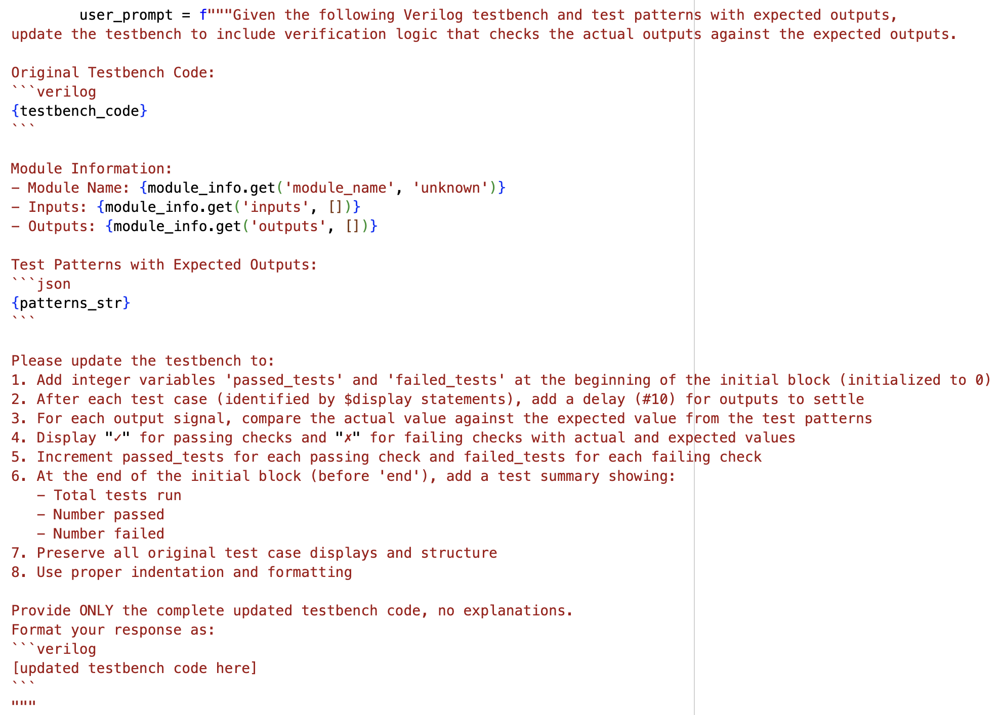 user_prompt = f"""Given the following Verilog testbench and test patterns with expected outputs,
update the testbench to include verification logic that checks the actual outputs against the expected outputs.

Original Testbench Code:
```verilog
{testbench_code}
```

Module Information:
- Module Name: {module_info.get('module_name', 'unknown')}
- Inputs: {module_info.get('inputs', [])}
- Outputs: {module_info.get('outputs', [])}

Test Patterns with Expected Outputs:
```json
{patterns_str}
```

Please update the testbench to:
1. Add integer variables 'passed_tests' and 'failed_tests' at the beginning of the initial block (initialized to 0)
2. After each test case (identified by $display statements), add a delay (#10) for outputs to settle
3. For each output signal, compare the actual value against the expected value from the test patterns
4. Display "✓" for passing checks and "✗" for failing checks with actual and expected values
5. Increment passed_tests for each passing check and failed_tests for each failing check
6. At the end of the initial block (before 'end'), add a test summary showing:
   - Total tests run
   - Number passed
   - Number failed
7. Preserve all original test case displays and structure
8. Use proper indentation and formatting

Provide ONLY the complete updated testbench code, no explanations.
Format your response as:
```verilog
[updated testbench code here]
```
"""